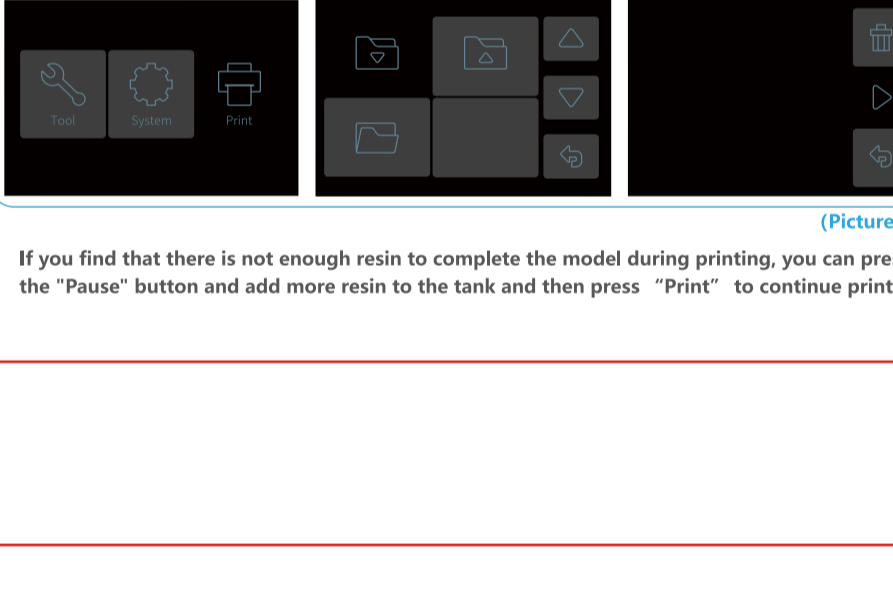 Tool System Print
(Picture
If you find that there is not enough resin to complete the model during printing, you can pre
the "Pause" button and add more resin to the tank and then press “Print” to continue print